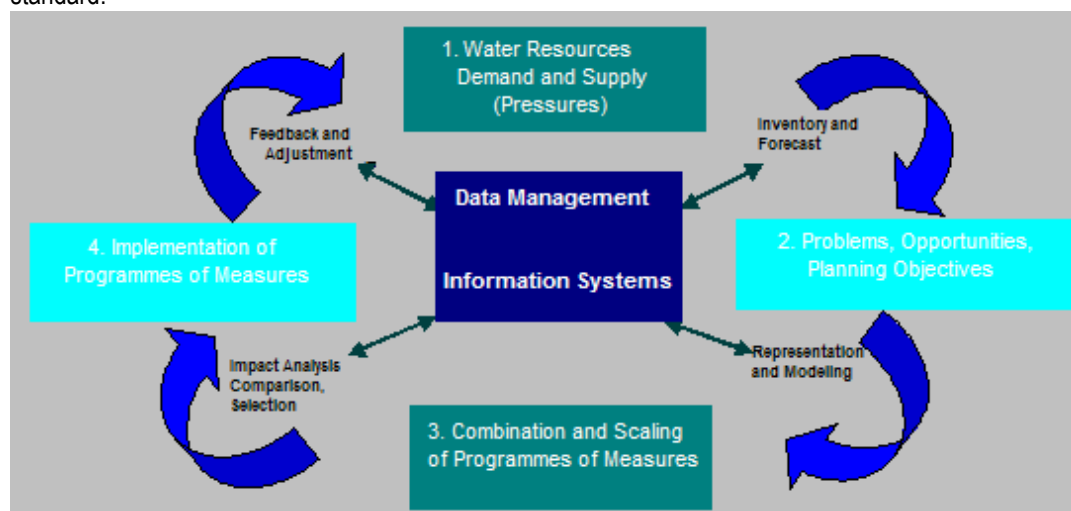 standard.
1. Water Resources
Demand and Supply
(Pressures)
Feedback and
Adjustment
Inventory and
Forecast
Data Management
Information Systems
4. Implementation of
Programmes of Measures
2. Problems, Opportunities,
Planning Objectives
Impact Analysis
Comparison,
Selection
Representation
and Modeling
3. Combination and Scaling
of Programmes of Measures